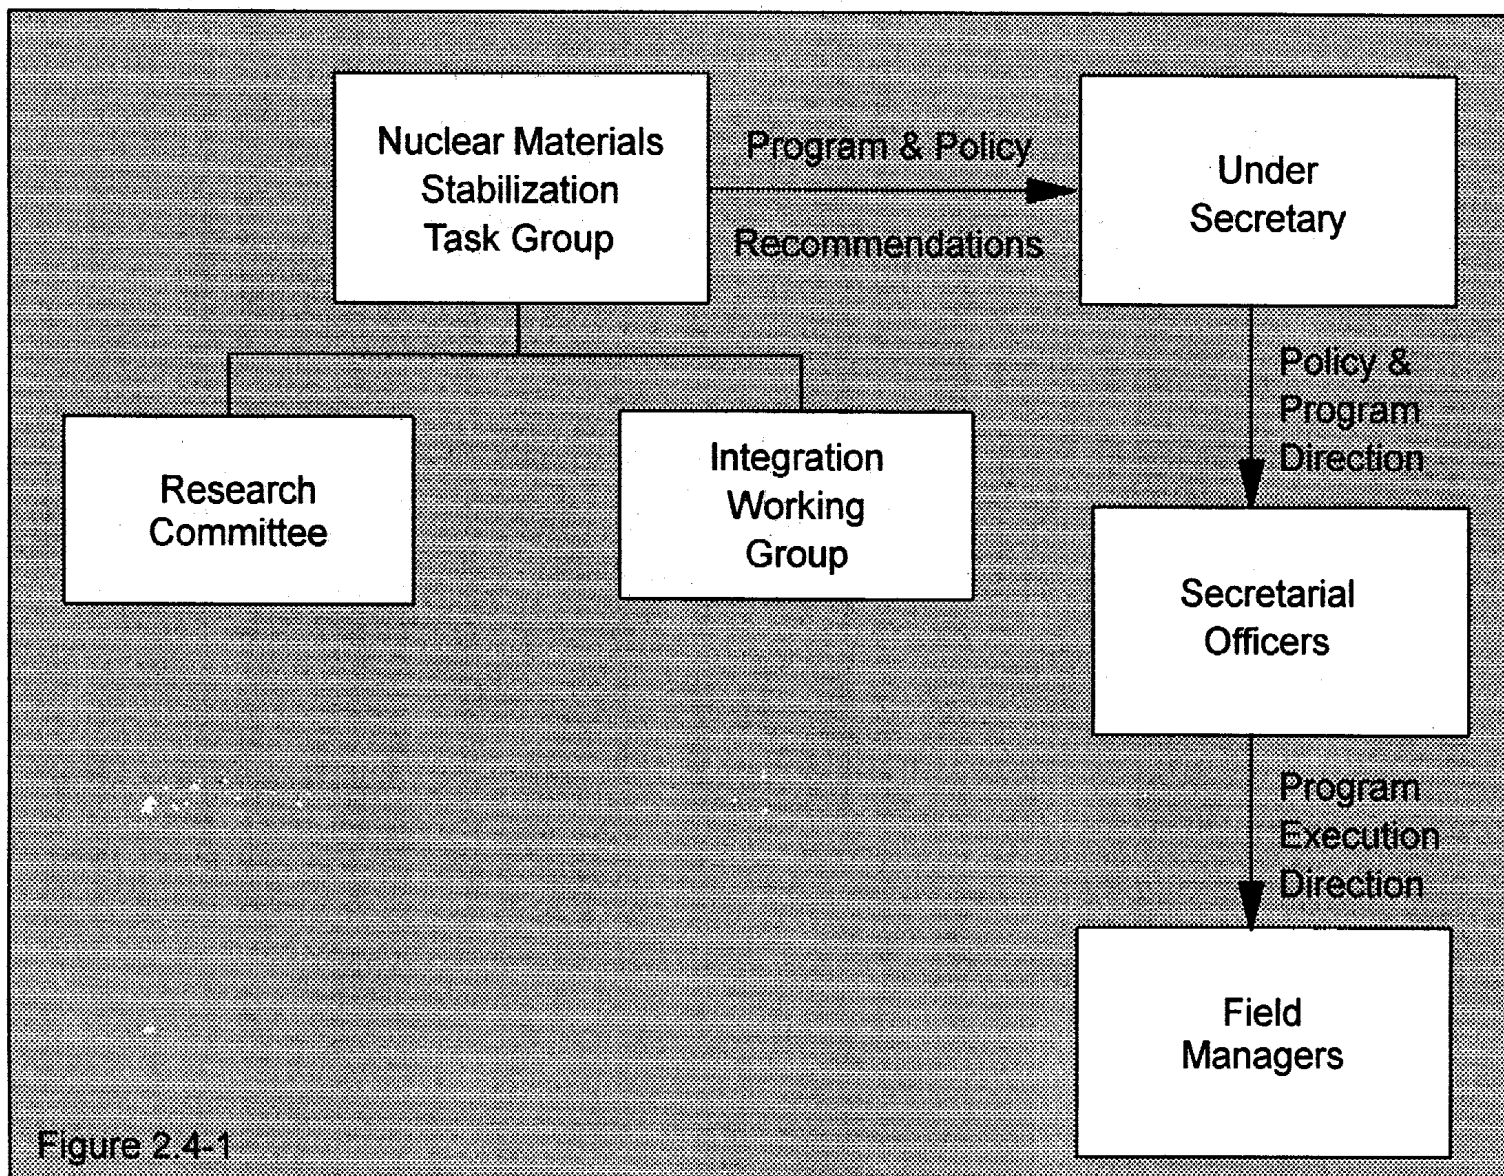 Nuclear Materials
Stabilization
Task Group
Program & Policy
Recommendations
Under
Secretary
Policy &
Program
Direction
Research
Committee
Integration
Working
Group
Secretarial
Officers
Program
Execution
Direction
Field
Managers
Figure 2.4-1